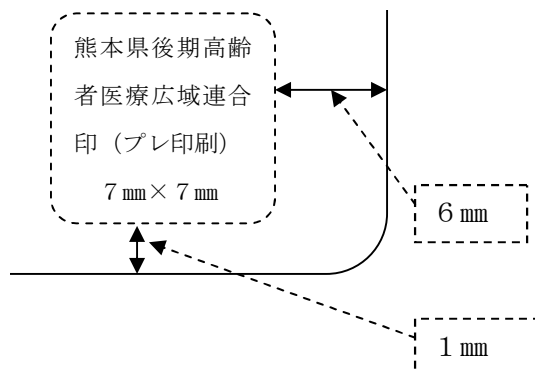 熊本県後期高齢
者医療広域連合
印（プレ印刷）
７㎜×７㎜
６㎜
１㎜